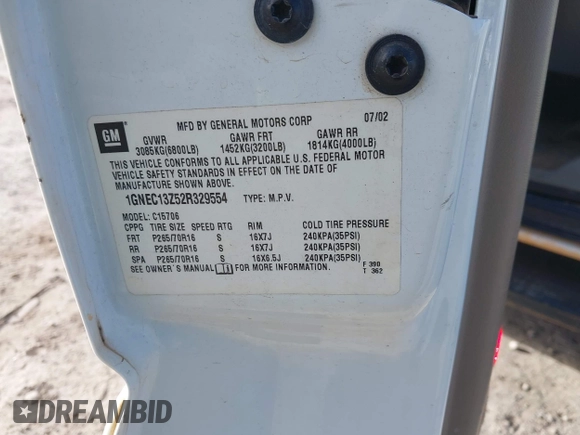 MFD BY GENERAL MOTORS CORP 07/02
GM
GVWR GAWR FRT GAWR RR
3085KG(6800LB) 1452KG(3200LB) 1814KG(4000LB)
THIS VEHICLE CONFORMS TO ALL APPLICABLE U.S. FEDERAL MOTOR
VEHICLE SAFETY STANDARDS IN EFFECT ON THE DATE OF
MANUFACTURE SHOWN ABOVE.
1GNEC13Z52R329554 TYPE: M.P.V.
MODEL: C15706
CPPG TIRE SIZE SPEED RTG RIM COLD TIRE PRESSURE
FRT P265/70R16 S 16X7J 240KPA(35PSI)
RR P265/70R16 S 16X7J 240KPA(35PSI)
SPA P265/70R16 S 16X6.5J 240KPA(35PSI)
SEE OWNER'S MANUAL FOR MORE INFORMATION.
F 390
T 362
DREAMBID